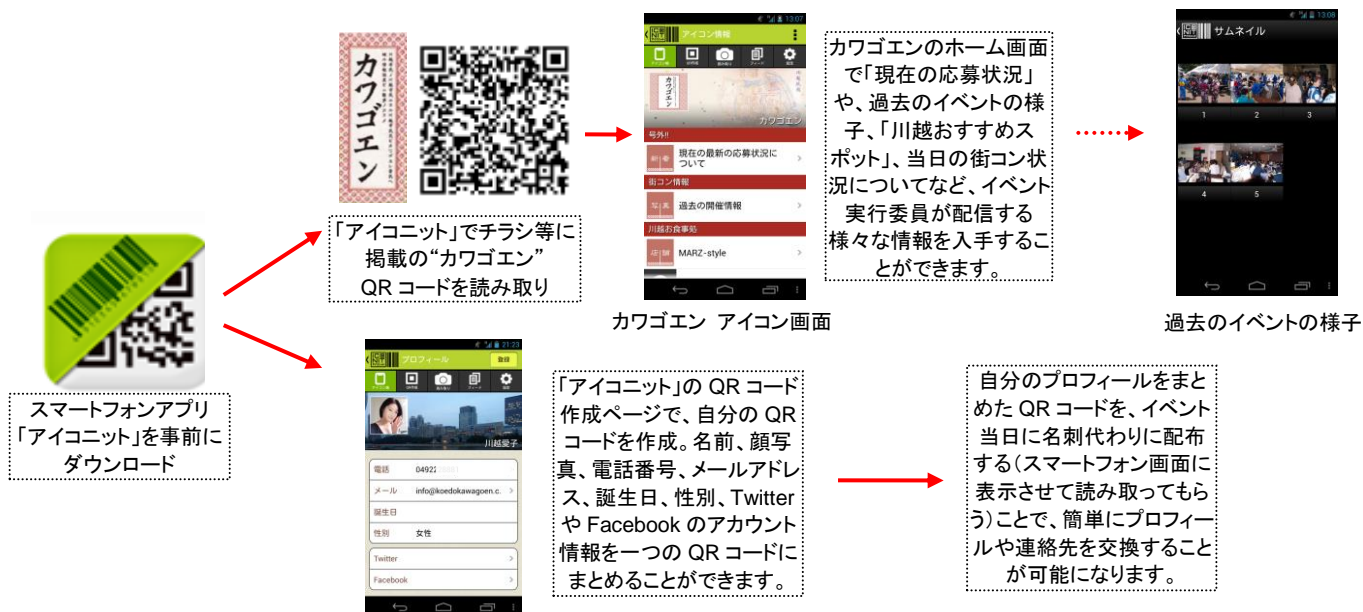 カワゴエン
「アイコニット」でチラシ等に
掲載の“カワゴエン”
QR コードを読み取り
13:07
アイコン情報
カワゴエン
カワゴエン
号外!!
現在の最新の応募状況に
ついて
街コン情報
写真
過去の開催情報
川越お食事処
店舗
MARZ-style
カワゴエン アイコン画面
カワゴエンのホーム画面
で「現在の応募状況」
や、過去のイベントの様
子、「川越おすすめス
ポット」、当日の街コン状
況についてなど、イベント
実行委員が配信する
様々な情報を入手するこ
とができます。
13:08
サムネイル
1 2 3
4 5
過去のイベントの様子
スマートフォンアプリ
「アイコニット」を事前に
ダウンロード
21:23
プロフィール
登録
川越愛子
電話 04922
メール info@koedokawagoen.c.
誕生日
性別 女性
Twitter
Facebook
「アイコニット」の QR コード
作成ページで、自分の QR
コードを作成。名前、顔写
真、電話番号、メールアドレ
ス、誕生日、性別、Twitter
や Facebook のアカウント
情報を一つの QR コードに
まとめることができます。
自分のプロフィールをまと
めた QR コードを、イベント
当日に名刺代わりに配布
する(スマートフォン画面に
表示させて読み取ってもら
う)ことで、簡単にプロフィー
ルや連絡先を交換すること
が可能になります。